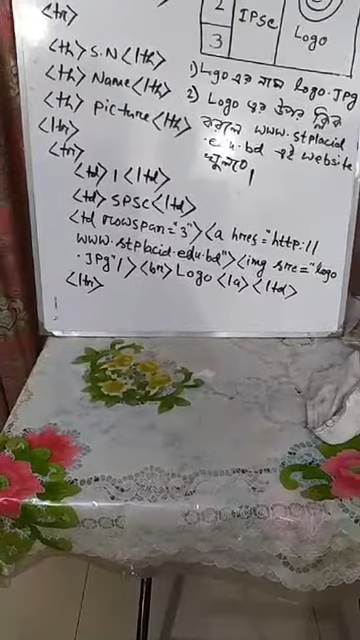 <tr>
<th> S.N </th>
<th> Name </th>
<th> picture </th>
</tr>
<tr>
<td> 1 </td>
<td> SPSC </td>
<td rowspan="3"> <a href="http://
www.stplacid.edu.bd"> <img src="logo
.jpg" /> <br> Logo </a> </td>
</tr>
2
IPSC
3
Logo
1) Logo এর নাম logo.jpg
2) Logo এর উপর ক্লিক
করলে www.stplacid
.edu.bd এই website
খুলবে।